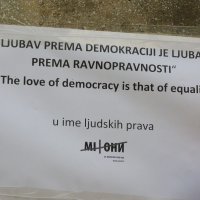 LJUBAV PREMA DEMOKRACIJI JE LJUBA
PREMA RAVNOPRAVNOSTI“
The love of democracy is that of equali
u ime ljudskih prava
МІ ОНИ